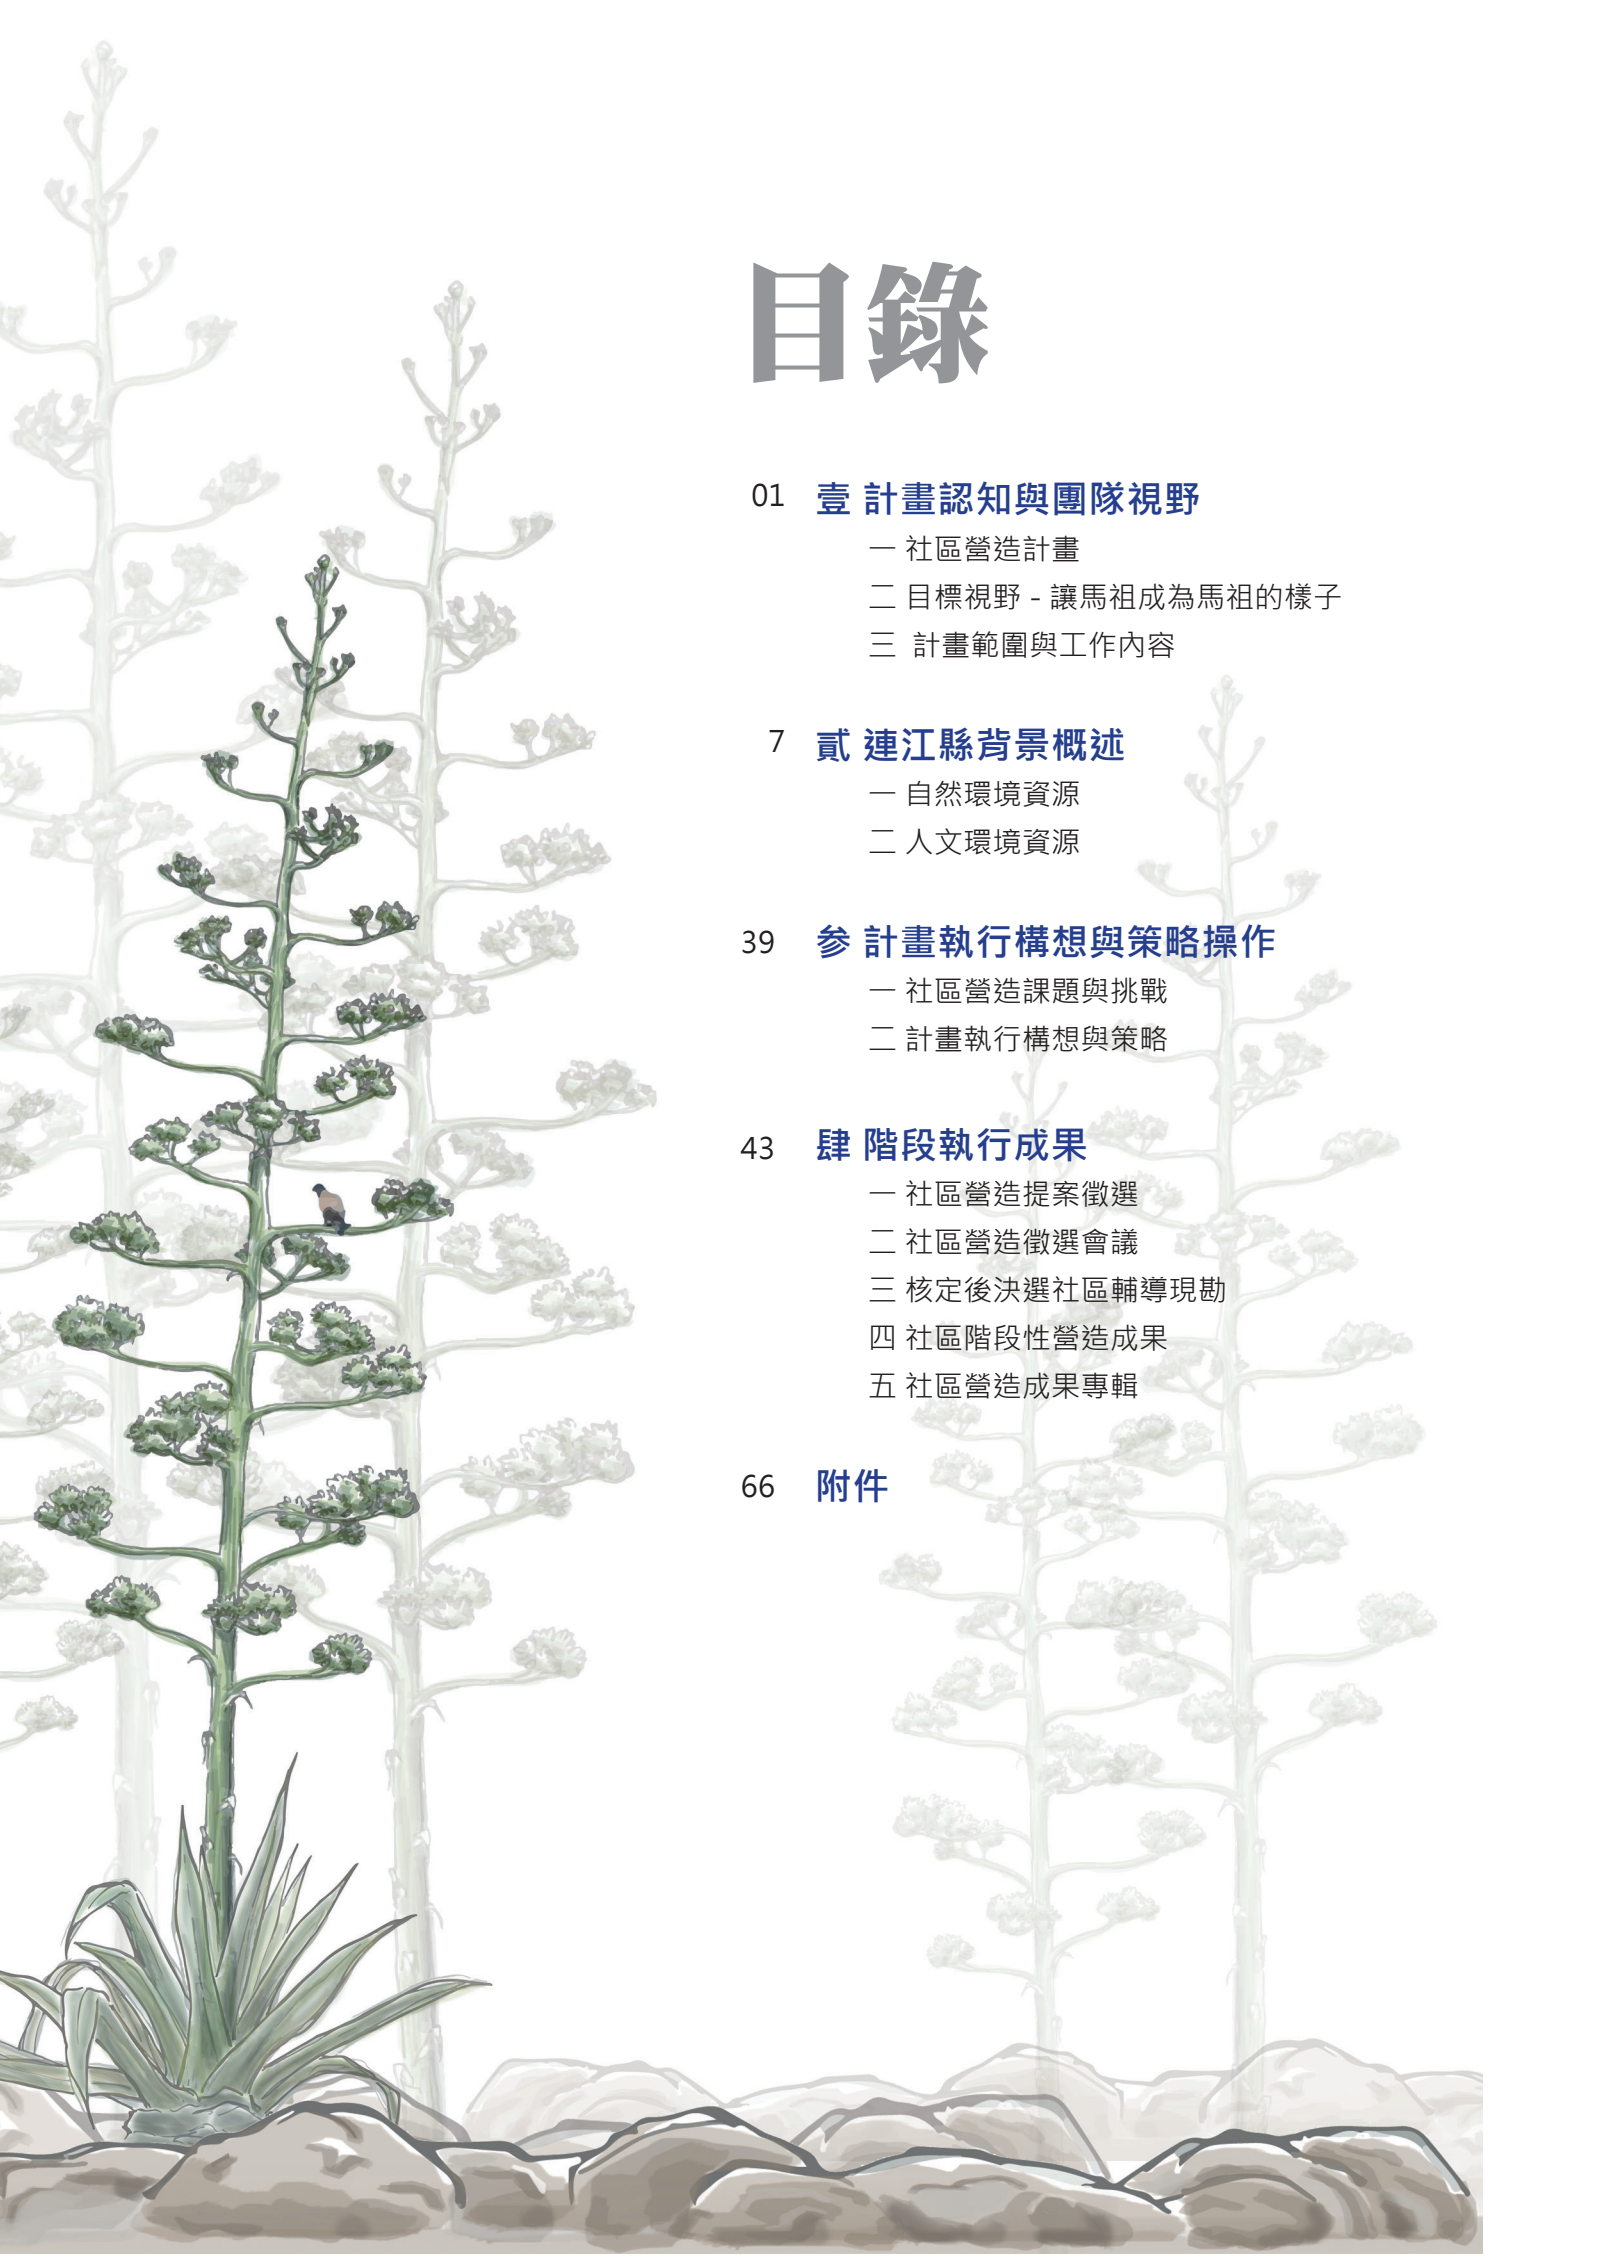 目錄
01 壹 計畫認知與團隊視野
一 社區營造計畫
二 目標視野 - 讓馬祖成為馬祖的樣子
三 計畫範圍與工作內容
7 貳 連江縣背景概述
一 自然環境資源
二 人文環境資源
39 參 計畫執行構想與策略操作
一 社區營造課題與挑戰
二 計畫執行構想與策略
43 肆 階段執行成果
一 社區營造提案徵選
二 社區營造徵選會議
三 核定後決選社區輔導現勘
四 社區階段性營造成果
五 社區營造成果專輯
66 附件